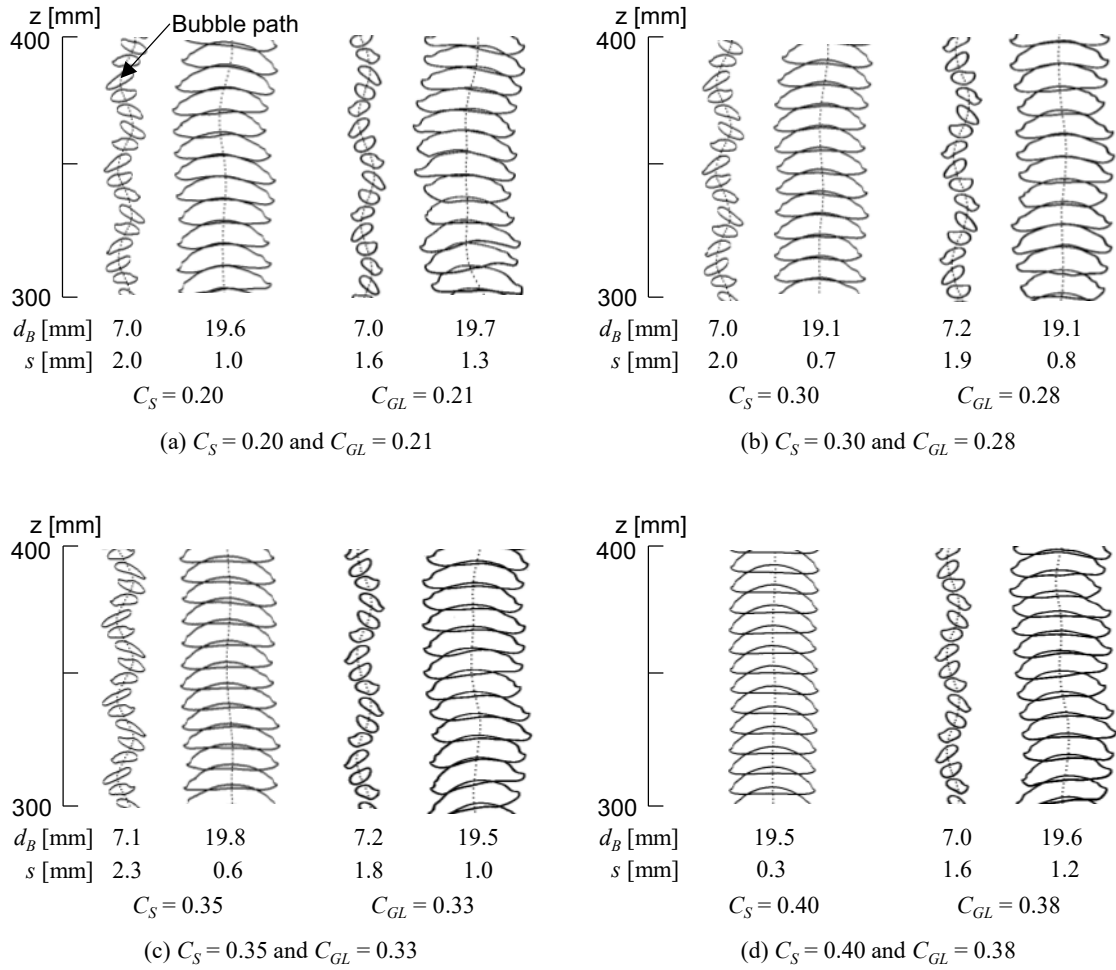 z [mm]
Bubble path
400
300
d_B [mm] 7.0 19.6 7.0 19.7
s [mm] 2.0 1.0 1.6 1.3
C_S = 0.20 C_GL = 0.21
(a) C_S = 0.20 and C_GL = 0.21
z [mm]
400
300
d_B [mm] 7.0 19.1 7.2 19.1
s [mm] 2.0 0.7 1.9 0.8
C_S = 0.30 C_GL = 0.28
(b) C_S = 0.30 and C_GL = 0.28
z [mm]
400
300
d_B [mm] 7.1 19.8 7.2 19.5
s [mm] 2.3 0.6 1.8 1.0
C_S = 0.35 C_GL = 0.33
(c) C_S = 0.35 and C_GL = 0.33
z [mm]
400
300
d_B [mm] 19.5 7.0 19.6
s [mm] 0.3 1.6 1.2
C_S = 0.40 C_GL = 0.38
(d) C_S = 0.40 and C_GL = 0.38